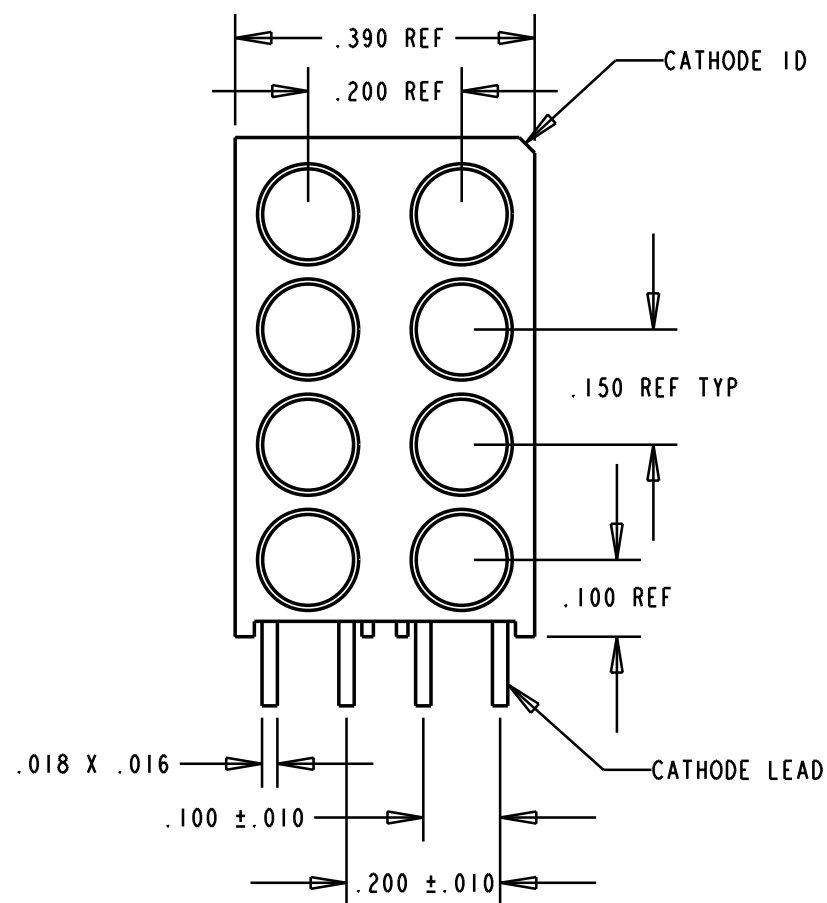 .390 REF
CATHODE ID
.200 REF
.150 REF TYP
.100 REF
.018 X .016
CATHODE LEAD
.100 ±.010
.200 ±.010